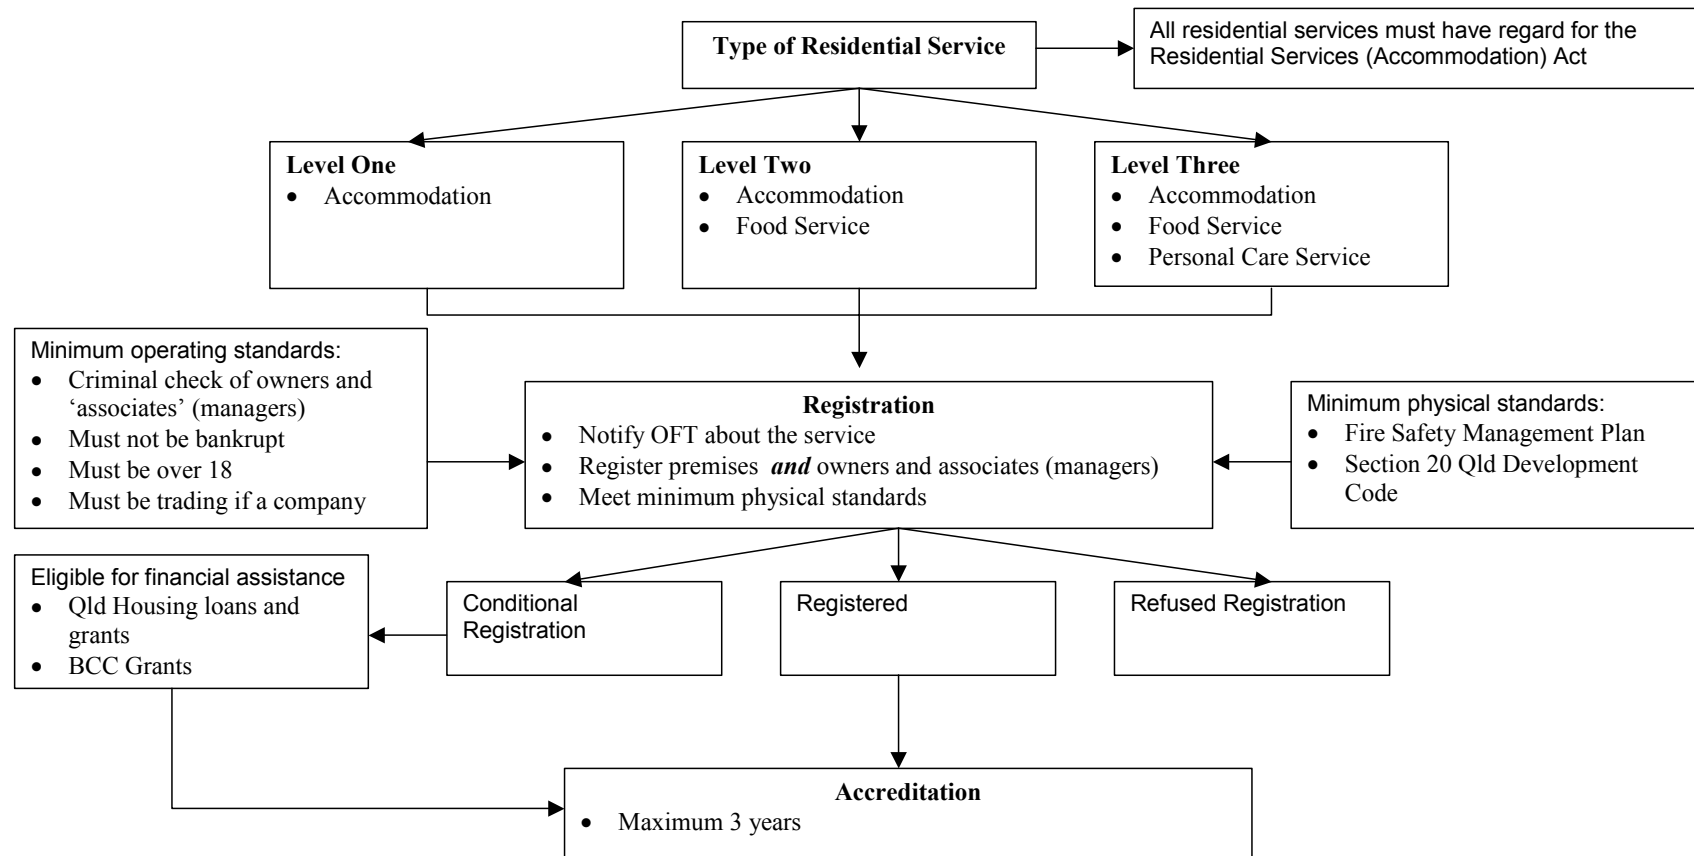 Type of Residential Service
All residential services must have regard for the
Residential Services (Accommodation) Act
Level One
• Accommodation
Level Two
• Accommodation
• Food Service
Level Three
• Accommodation
• Food Service
• Personal Care Service
Minimum operating standards:
• Criminal check of owners and
‘associates’ (managers)
• Must not be bankrupt
• Must be over 18
• Must be trading if a company
Registration
• Notify OFT about the service
• Register premises and owners and associates (managers)
• Meet minimum physical standards
Minimum physical standards:
• Fire Safety Management Plan
• Section 20 Qld Development
Code
Eligible for financial assistance
• Qld Housing loans and
grants
• BCC Grants
Conditional
Registration
Registered
Refused Registration
Accreditation
• Maximum 3 years